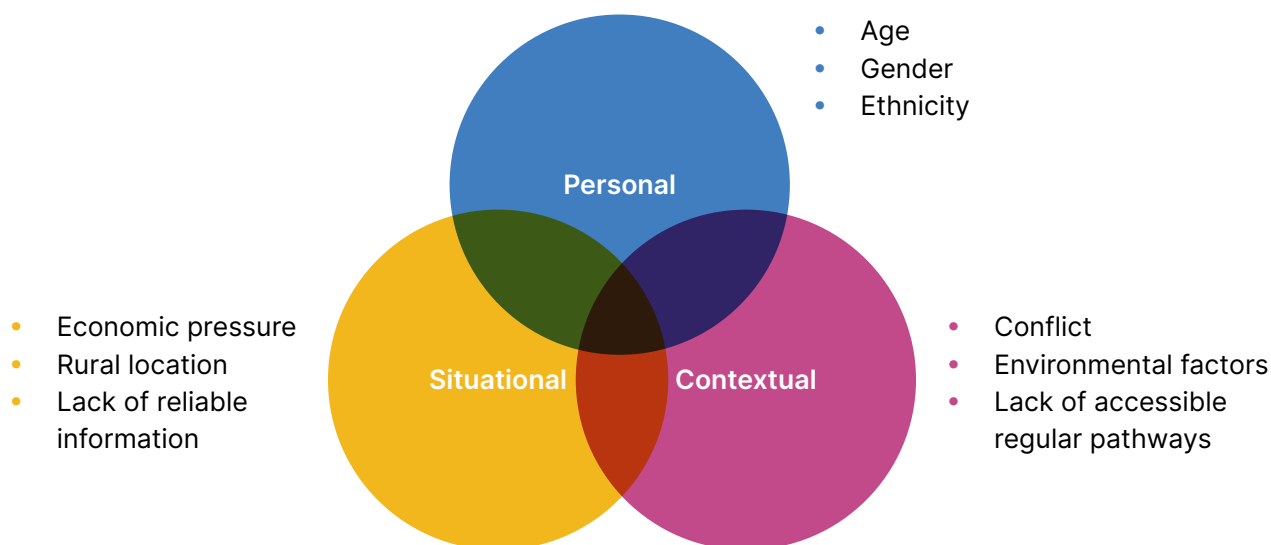 Age
Gender
Ethnicity
Personal
Economic pressure
Rural location
Lack of reliable
information
Situational
Contextual
Conflict
Environmental factors
Lack of accessible
regular pathways